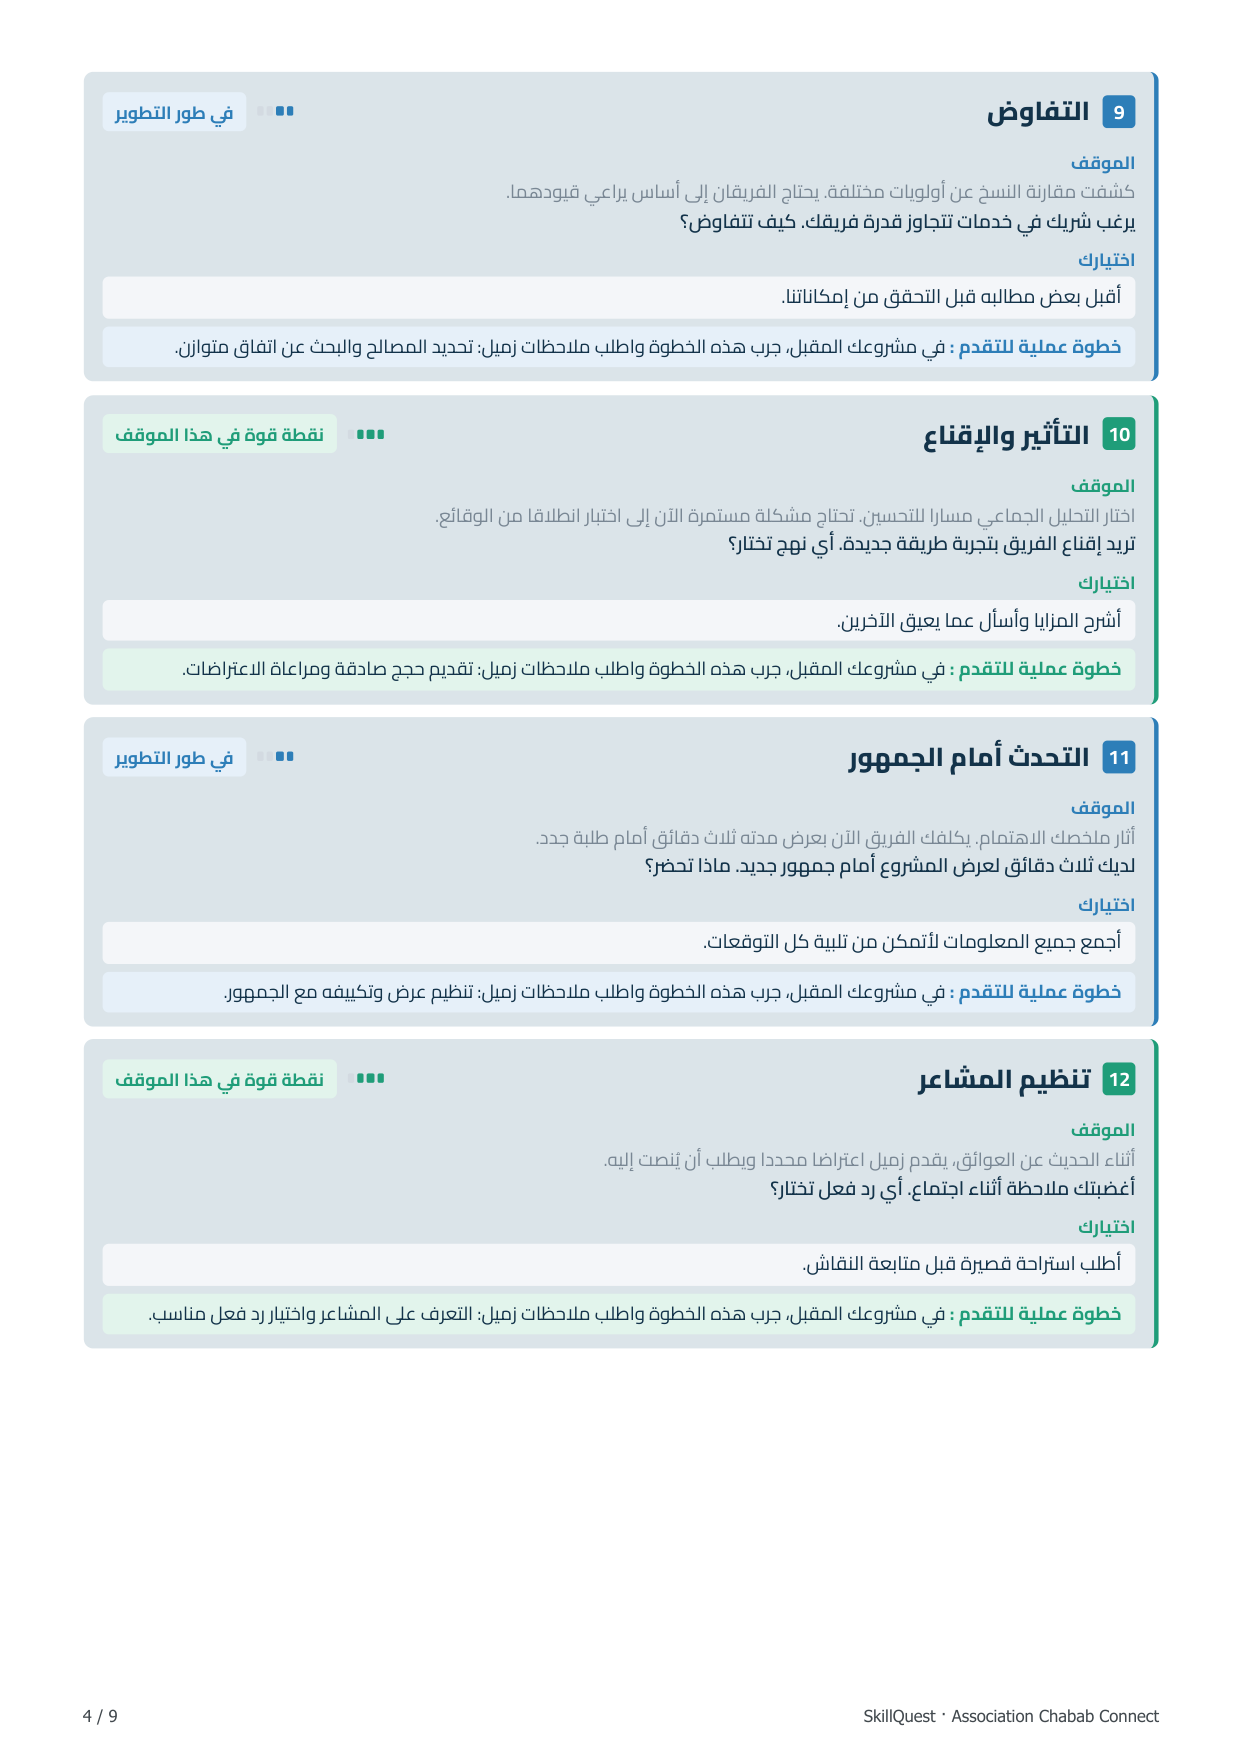 9 التفاوض
في طور التطوير
الموقف
كشفت مقارنة النسخ عن أولويات مختلفة. يحتاج الفريقان إلى أساس يراعي قيودهما.
يرغب شريك في خدمات تتجاوز قدرة فريقك. كيف تتفاوض؟
اختيارك
أقبل بعض مطالبه قبل التحقق من إمكاناتنا.
خطوة عملية للتقدم : في مشروعك المقبل، جرب هذه الخطوة واطلب ملاحظات زميل: تحديد المصالح والبحث عن اتفاق متوازن.
10 التأثير والإقناع
نقطة قوة في هذا الموقف
الموقف
اختار التحليل الجماعي مسارا للتحسين. تحتاج مشكلة مستمرة الآن إلى اختبار انطلاقا من الوقائع.
تريد إقناع الفريق بتجربة طريقة جديدة. أي نهج تختار؟
اختيارك
أشرح المزايا وأسأل عما يعيق الآخرين.
خطوة عملية للتقدم : في مشروعك المقبل، جرب هذه الخطوة واطلب ملاحظات زميل: تقديم حجج صادقة ومراعاة الاعتراضات.
11 التحدث أمام الجمهور
في طور التطوير
الموقف
أثار ملخصك الاهتمام. يكلفك الفريق الآن بعرض مدته ثلاث دقائق أمام طلبة جدد.
لديك ثلاث دقائق لعرض المشروع أمام جمهور جديد. ماذا تحضر؟
اختيارك
أجمع جميع المعلومات لأتمكن من تلبية كل التوقعات.
خطوة عملية للتقدم : في مشروعك المقبل، جرب هذه الخطوة واطلب ملاحظات زميل: تنظيم عرض وتكييفه مع الجمهور.
12 تنظيم المشاعر
نقطة قوة في هذا الموقف
الموقف
أثناء الحديث عن العوائق، يقدم زميل اعتراضا محددا ويطلب أن يُنصت إليه.
أغضبتك ملاحظة أثناء اجتماع. أي رد فعل تختار؟
اختيارك
أطلب استراحة قصيرة قبل متابعة النقاش.
خطوة عملية للتقدم : في مشروعك المقبل، جرب هذه الخطوة واطلب ملاحظات زميل: التعرف على المشاعر واختيار رد فعل مناسب.
4 / 9
SkillQuest · Association Chabab Connect